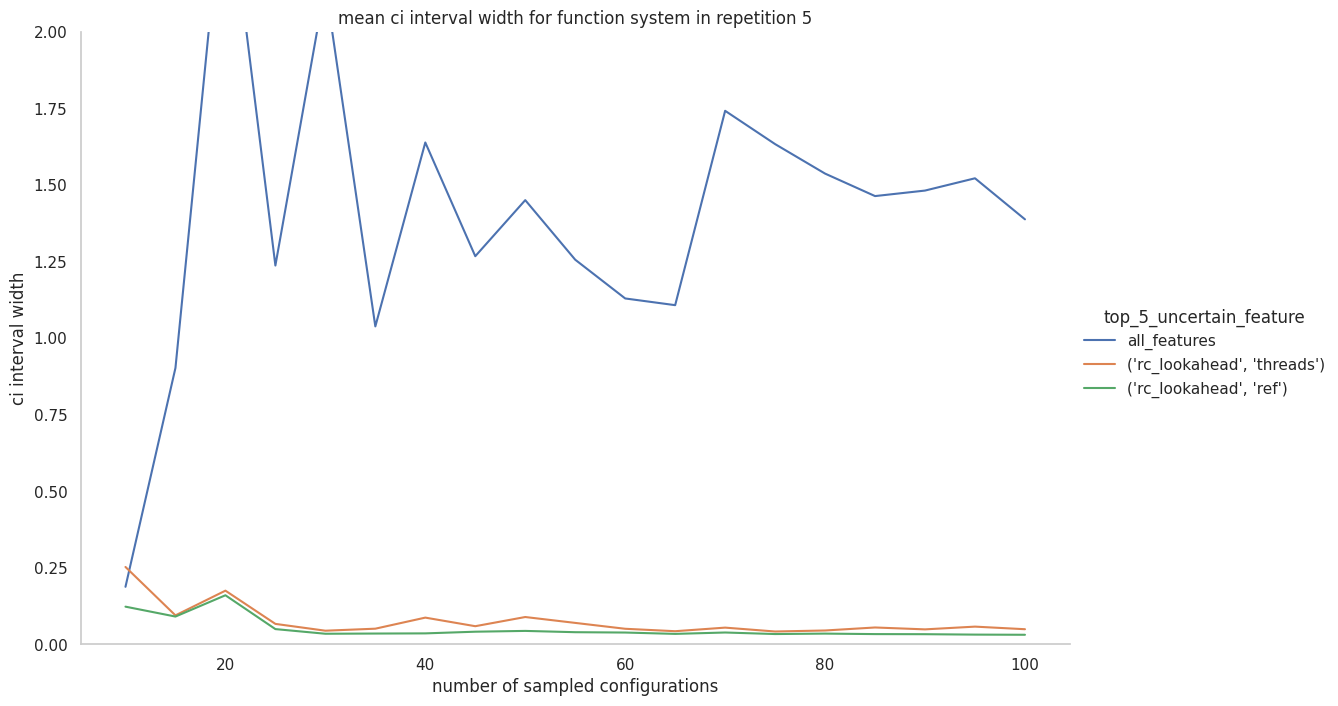 mean ci interval width for function system in repetition 5
2.00
1.75
1.50
1.25
1.00
0.75
0.50
0.25
0.00
ci interval width
20
40
60
80
100
number of sampled configurations
top_5_uncertain_feature
all_features
('rc_lookahead', 'threads')
('rc_lookahead', 'ref')